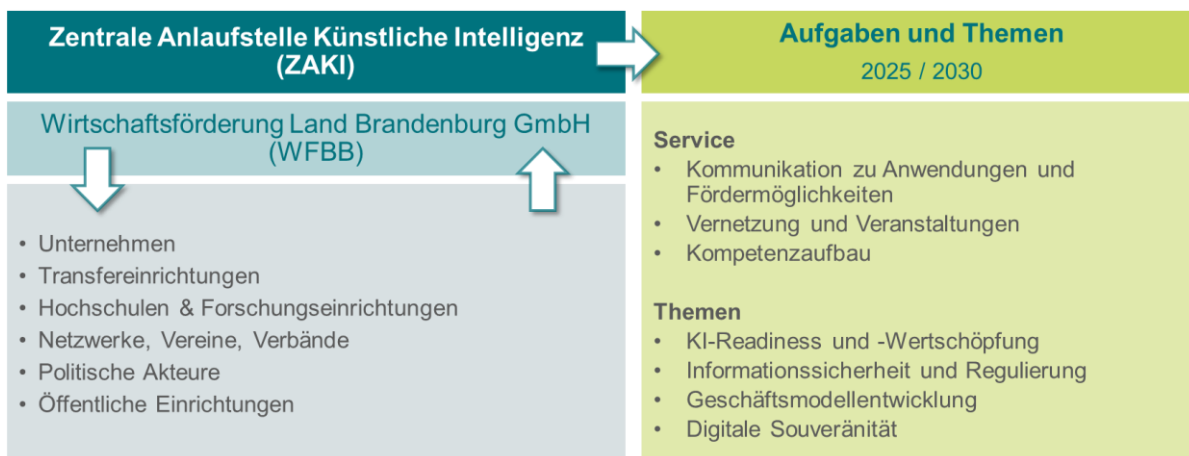 Zentrale Anlaufstelle Künstliche Intelligenz
(ZAKI)
Wirtschaftsförderung Land Brandenburg GmbH
(WFBB)
• Unternehmen
• Transfereinrichtungen
• Hochschulen & Forschungseinrichtungen
• Netzwerke, Vereine, Verbände
• Politische Akteure
• Öffentliche Einrichtungen
Aufgaben und Themen
2025 / 2030
Service
• Kommunikation zu Anwendungen und
Fördermöglichkeiten
• Vernetzung und Veranstaltungen
• Kompetenzaufbau
Themen
• KI-Readiness und -Wertschöpfung
• Informationssicherheit und Regulierung
• Geschäftsmodellentwicklung
• Digitale Souveränität